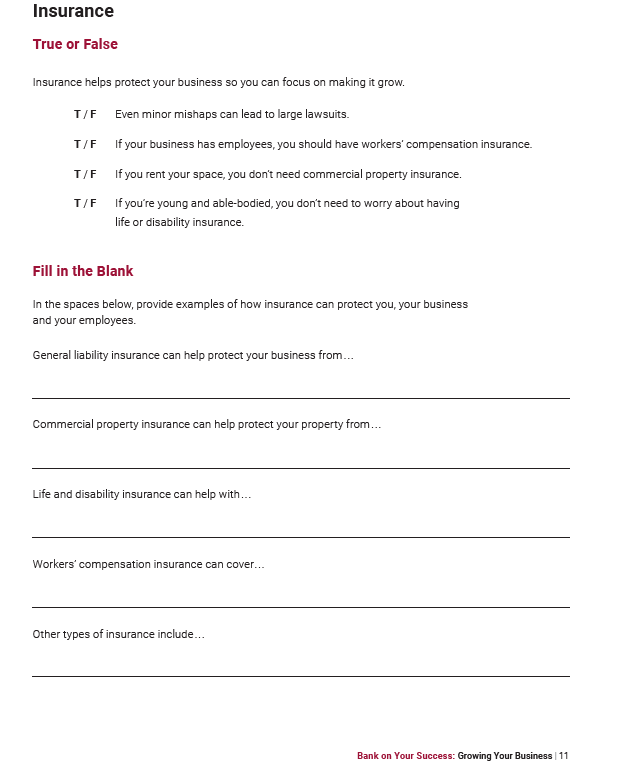 Insurance
True or False
Insurance helps protect your business so you can focus on making it grow.
T / F Even minor mishaps can lead to large lawsuits.
T / F If your business has employees, you should have workers’ compensation insurance.
T / F If you rent your space, you don’t need commercial property insurance.
T / F If you’re young and able-bodied, you don’t need to worry about having
life or disability insurance.
Fill in the Blank
In the spaces below, provide examples of how insurance can protect you, your business
and your employees.
General liability insurance can help protect your business from…
Commercial property insurance can help protect your property from…
Life and disability insurance can help with…
Workers’ compensation insurance can cover…
Other types of insurance include…
Bank on Your Success: Growing Your Business | 11